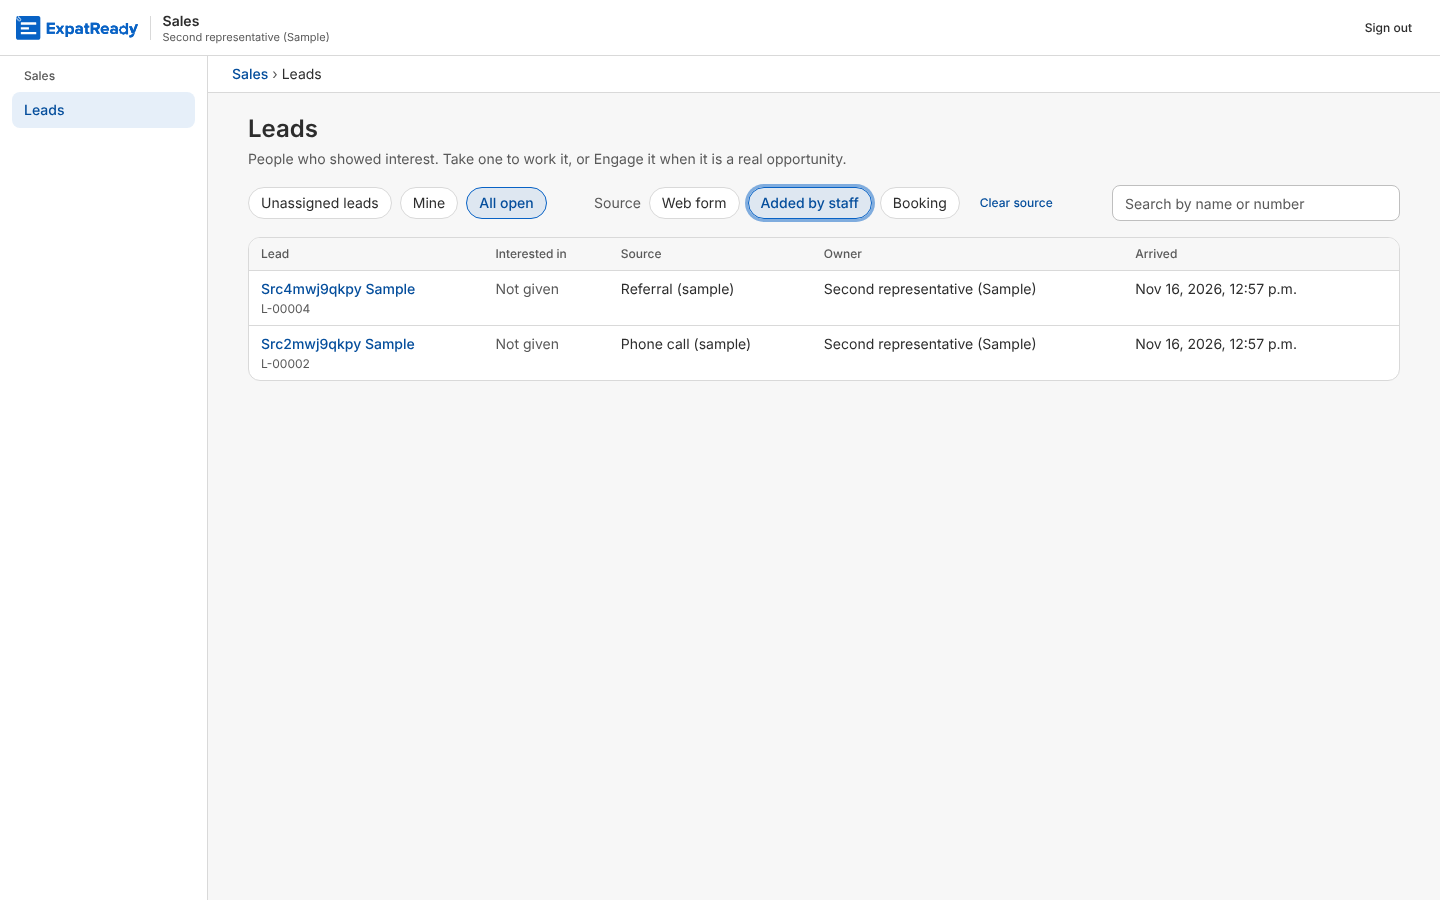 ExpatReady
Sales
Second representative (Sample)
Sign out
Sales
Leads
Sales › Leads
Leads
People who showed interest. Take one to work it, or Engage it when it is a real opportunity.
Unassigned leads Mine All open Source Web form Added by staff Booking Clear source Search by name or number
Lead Interested in Source Owner Arrived
Src4mwj9qkpy Sample Not given Referral (sample) Second representative (Sample) Nov 16, 2026, 12:57 p.m.
L-00004
Src2mwj9qkpy Sample Not given Phone call (sample) Second representative (Sample) Nov 16, 2026, 12:57 p.m.
L-00002